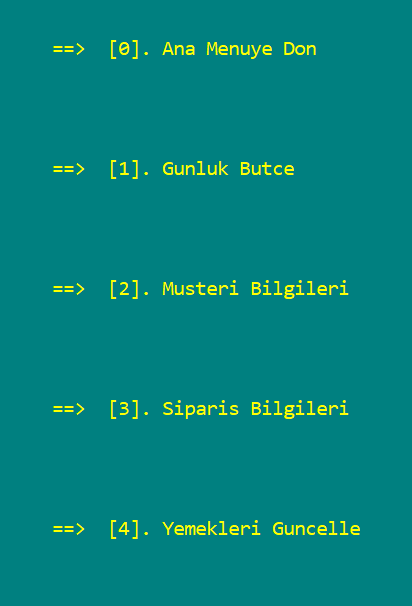 ==> [0]. Ana Menuye Don
==> [1]. Gunluk Butce
==> [2]. Musteri Bilgileri
==> [3]. Siparis Bilgileri
==> [4]. Yemekleri Guncelle